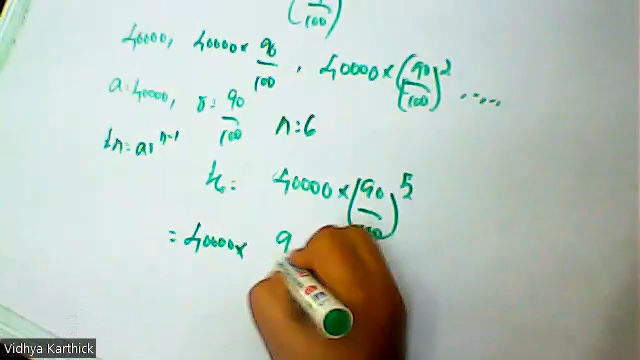 (—/100)
40000, 40000 × 90/100, 40000 × (90/100)^2 .....
a = 40000, r = 90/100 n = 6
tn = ar^n-1
t6 = 40000 × (90/100)^5
= 40000 × 9
Vidhya Karthick